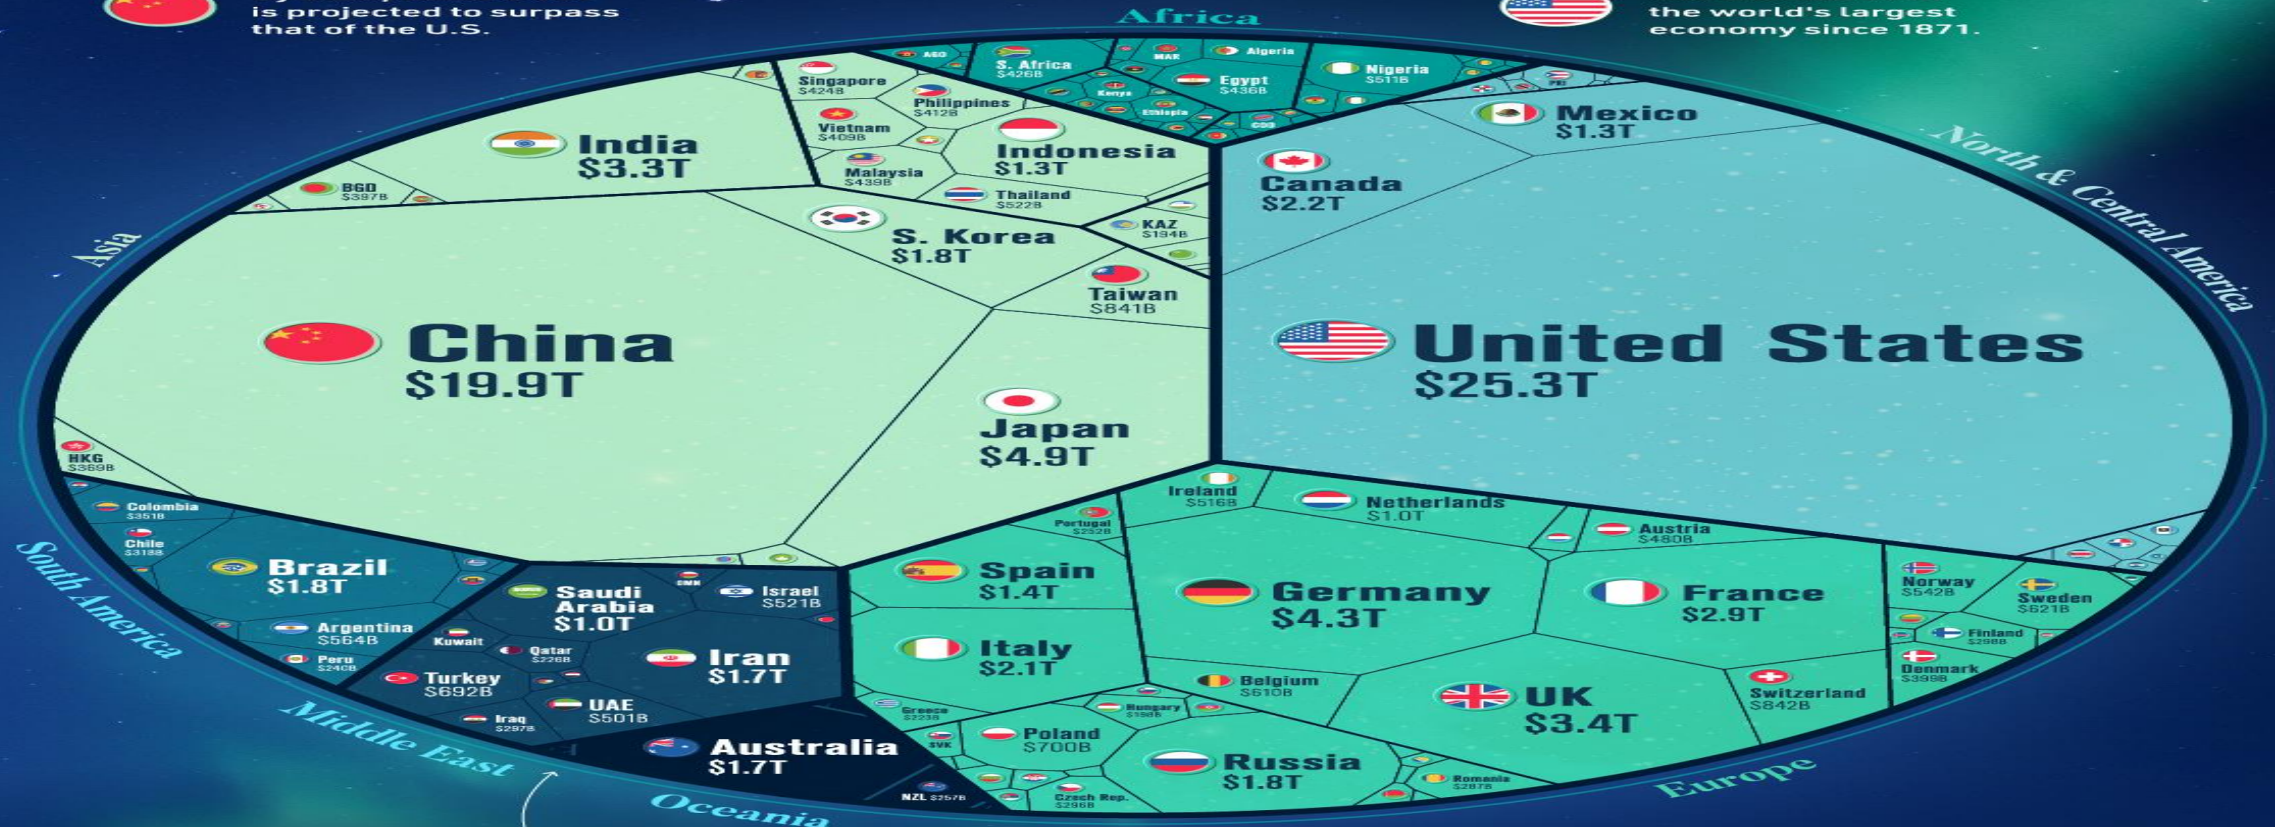 is projected to surpass
that of the U.S.
the world's largest
economy since 1871.
Africa
AGO
S. Africa
$426B
MAR
Algeria
Egypt
$436B
Nigeria
$511B
Kenya
Ethiopia
Asia
India
$3.3T
BGD
$397B
Singapore
$424B
Philippines
$412B
Vietnam
$409B
Malaysia
$439B
Indonesia
$1.3T
Thailand
$522B
KAZ
$194B
S. Korea
$1.8T
Taiwan
$841B
China
$19.9T
Japan
$4.9T
HKG
$369B
North & Central America
Mexico
$1.3T
Canada
$2.2T
United States
$25.3T
South America
Colombia
$351B
Chile
$318B
Brazil
$1.8T
Argentina
$564B
Peru
$240B
Middle East
Saudi
Arabia
$1.0T
OMN
Israel
$521B
Kuwait
Qatar
$226B
Iran
$1.7T
Turkey
$692B
UAE
$501B
Iraq
$297B
Oceania
Australia
$1.7T
NZL $257B
Europe
Ireland
$516B
Netherlands
$1.0T
Portugal
$252B
Austria
$480B
Spain
$1.4T
Germany
$4.3T
France
$2.9T
Norway
$542B
Sweden
$621B
Finland
$298B
Denmark
$399B
Italy
$2.1T
Belgium
$610B
UK
$3.4T
Switzerland
$842B
Greece
$223B
Hungary
SVK
Poland
$700B
Russia
$1.8T
Czech Rep.
$296B
Romania
$287B